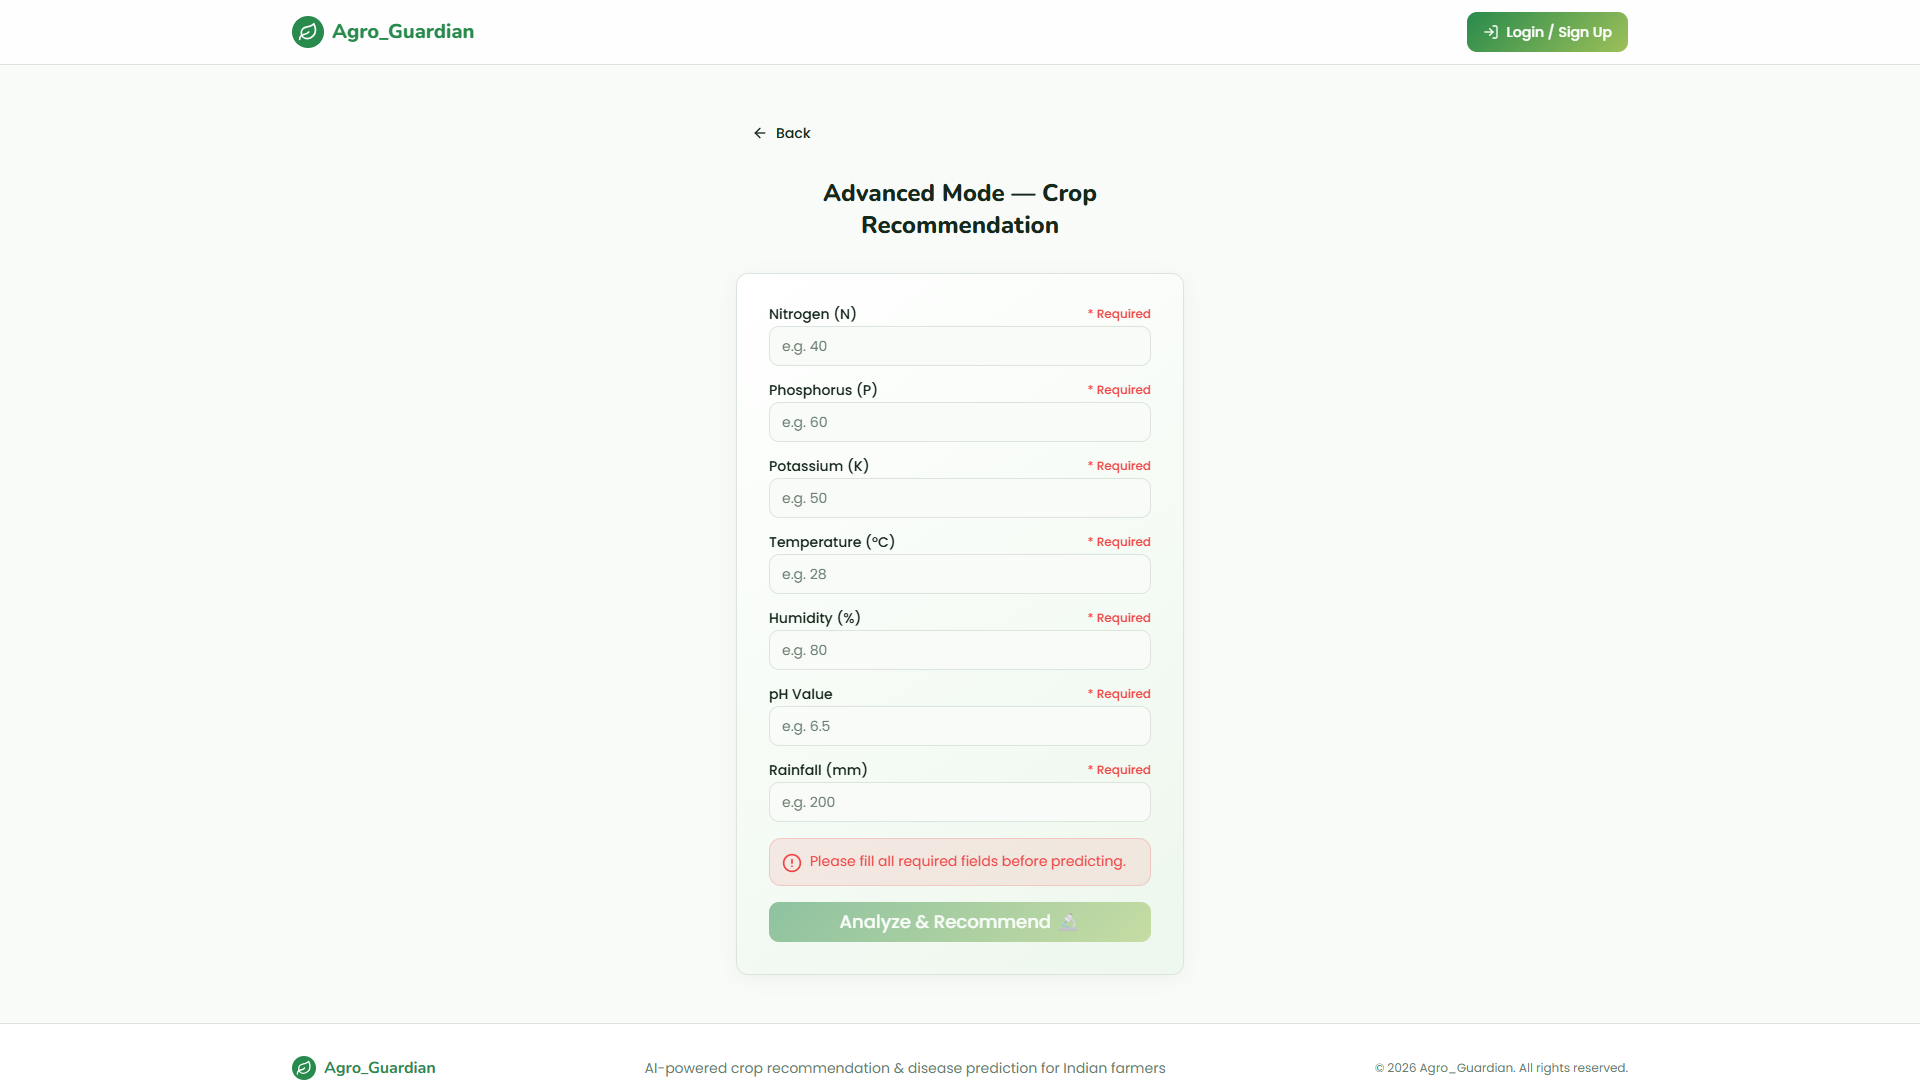 Agro_Guardian
Login / Sign Up
Back
Advanced Mode — Crop
Recommendation
Nitrogen (N) * Required
e.g. 40
Phosphorus (P) * Required
e.g. 60
Potassium (K) * Required
e.g. 50
Temperature (°C) * Required
e.g. 28
Humidity (%) * Required
e.g. 80
pH Value * Required
e.g. 6.5
Rainfall (mm) * Required
e.g. 200
Please fill all required fields before predicting.
Analyze & Recommend 🔬
Agro_Guardian
AI-powered crop recommendation & disease prediction for Indian farmers
© 2026 Agro_Guardian. All rights reserved.